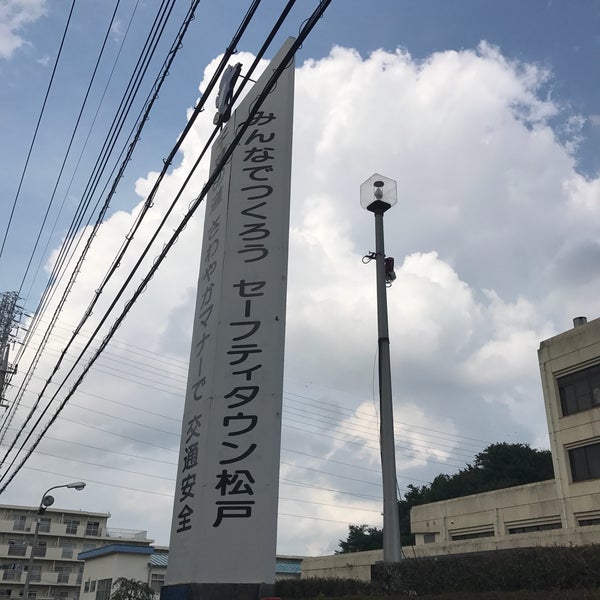 みんなでつくろう セーフティタウン松戸
さわやかマナーで 交通安全